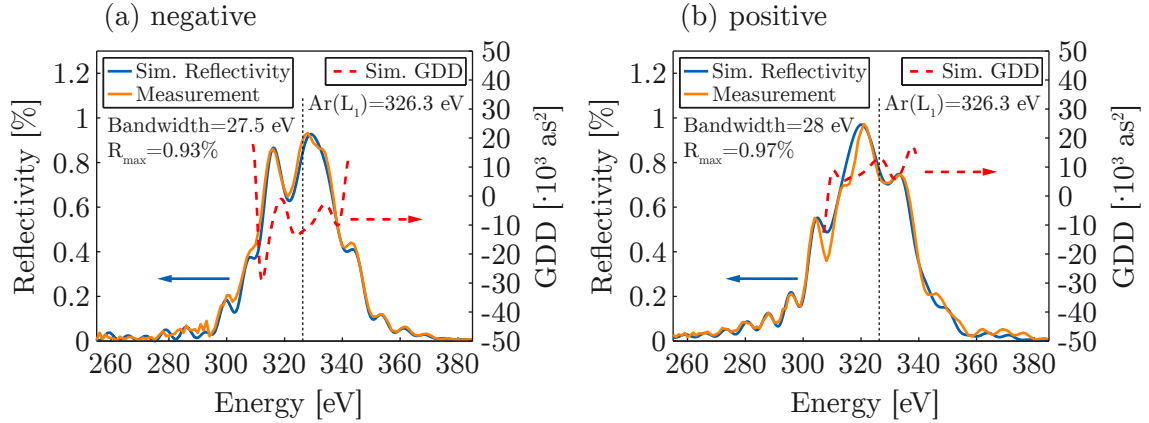 (a) negative
Sim. Reflectivity
Measurement
Sim. GDD
Ar(L₁)=326.3 eV
Bandwidth=27.5 eV
Rₘₐₓ=0.93%
Reflectivity [%]
1.2
1
0.8
0.6
0.4
0.2
0
260 280 300 320 340 360 380
Energy [eV]
50
40
30
20
10
0
-10
-20
-30
-40
-50
GDD [·10³ as²]
(b) positive
Sim. Reflectivity
Measurement
Sim. GDD
Ar(L₁)=326.3 eV
Bandwidth=28 eV
Rₘₐₓ=0.97%
Reflectivity [%]
1.2
1
0.8
0.6
0.4
0.2
0
260 280 300 320 340 360 380
Energy [eV]
50
40
30
20
10
0
-10
-20
-30
-40
-50
GDD [·10³ as²]